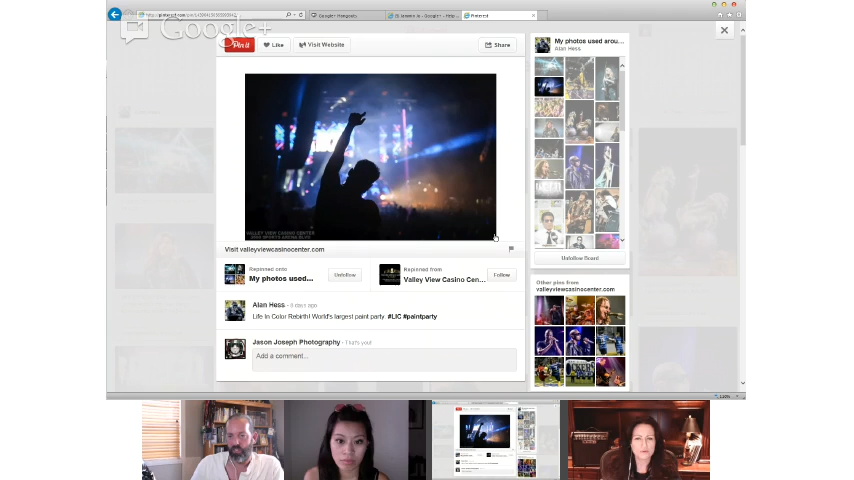 Google+
Pinterest
Pin it
Like
Visit Website
Share
My photos used arou...
Alan Hess
VALLEY VIEW CASINO CENTER
Visit valleyviewcasinocenter.com
Repinned onto
My photos used...
Unfollow
Repinned from
Valley View Casino Cen...
Follow
Unfollow Board
Other pins from
valleyviewcasinocenter.com
Alan Hess
Life In Color Rebirth! World's largest paint party. #LIC #paintparty
Jason Joseph Photography - That's you!
Add a comment...